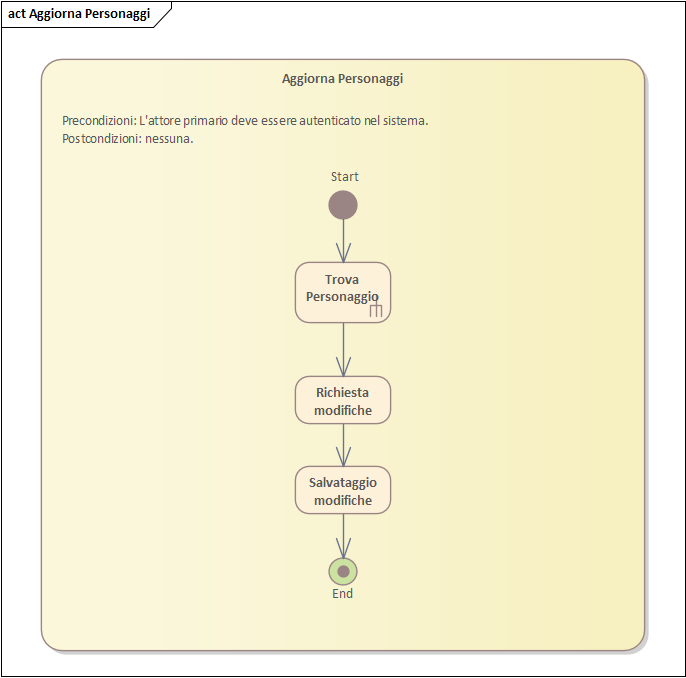 act Aggiorna Personaggi
Aggiorna Personaggi
Precondizioni: L'attore primario deve essere autenticato nel sistema.
Postcondizioni: nessuna.
Start
Trova
Personaggio
Richiesta
modifiche
Salvataggio
modifiche
End